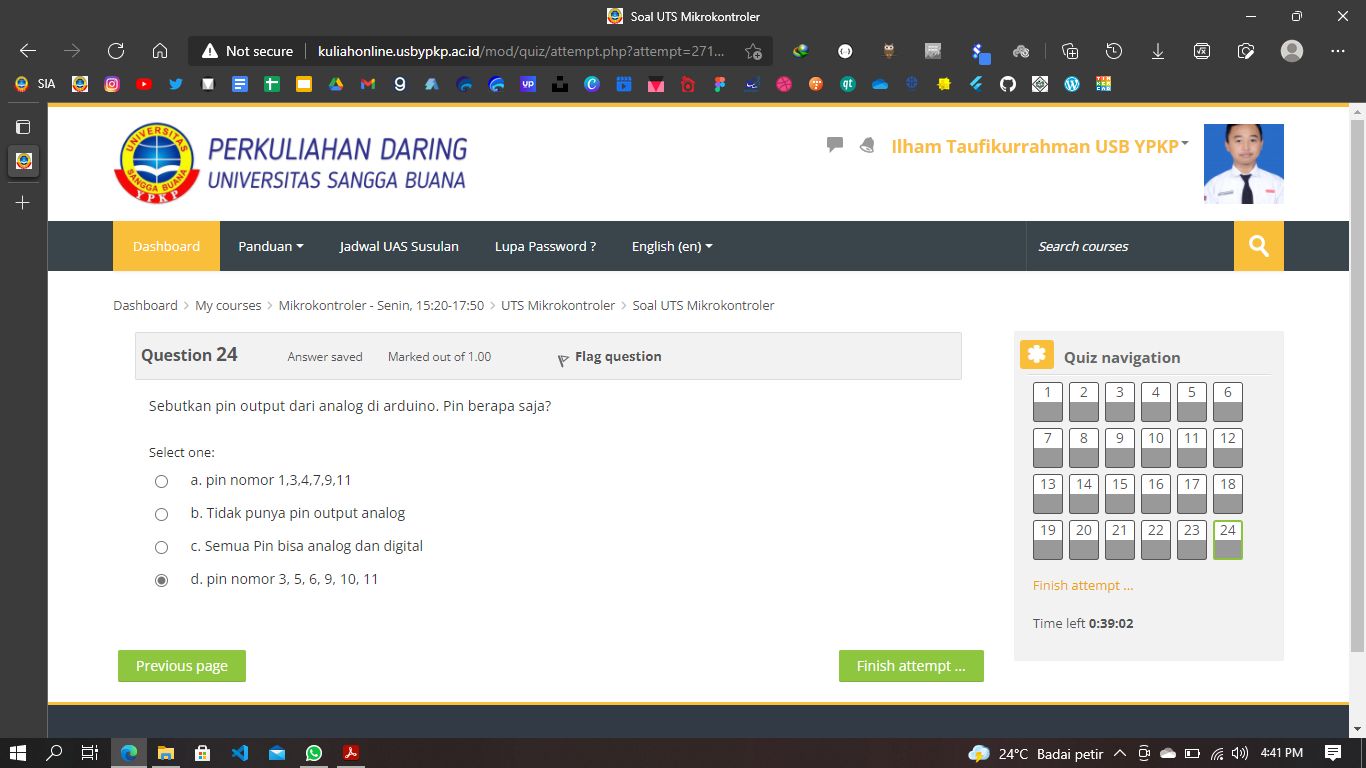 Soal UTS Mikrokontroler
Not secure
kuliahonline.usbypkp.ac.id/mod/quiz/attempt.php?attempt=271...
SIA
UNIVERSITAS SANGGA BUANA
YPKP
PERKULIAHAN DARING
UNIVERSITAS SANGGA BUANA
Ilham Taufikurrahman USB YPKP
Dashboard
Panduan
Jadwal UAS Susulan
Lupa Password ?
English (en)
Search courses
Dashboard > My courses > Mikrokontroler - Senin, 15:20-17:50 > UTS Mikrokontroler > Soal UTS Mikrokontroler
Question 24
Answer saved
Marked out of 1.00
Flag question
Sebutkan pin output dari analog di arduino. Pin berapa saja?
Select one:
a. pin nomor 1,3,4,7,9,11
b. Tidak punya pin output analog
c. Semua Pin bisa analog dan digital
d. pin nomor 3, 5, 6, 9, 10, 11
Previous page
Finish attempt ...
Quiz navigation
1 2 3 4 5 6
7 8 9 10 11 12
13 14 15 16 17 18
19 20 21 22 23 24
Finish attempt ...
Time left 0:39:02
24°C Badai petir
4:41 PM